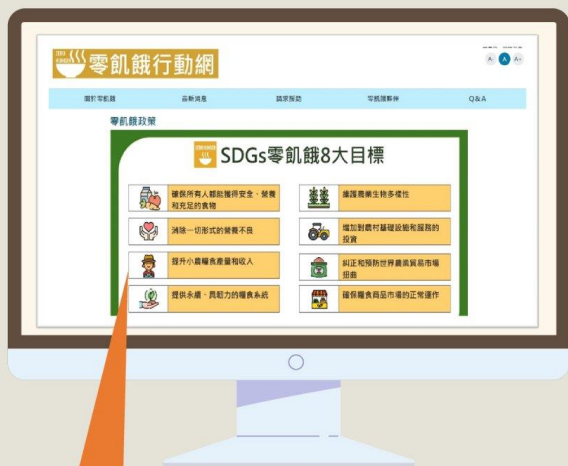 零飢餓行動網
A-
A
A+
關於零飢餓
最新消息
請求援助
零飢餓夥伴
Q&A
零飢餓政策
SDGs零飢餓8大目標
確保所有人都能獲得安全、營養
和充足的食物
消除一切形式的營養不良
提升小農糧食產量和收入
提供永續、具韌力的糧食系統
維護農業生物多樣性
增加對農村基礎設施和服務的
投資
糾正和預防世界農業貿易市場
扭曲
確保糧食商品市場的正常運作